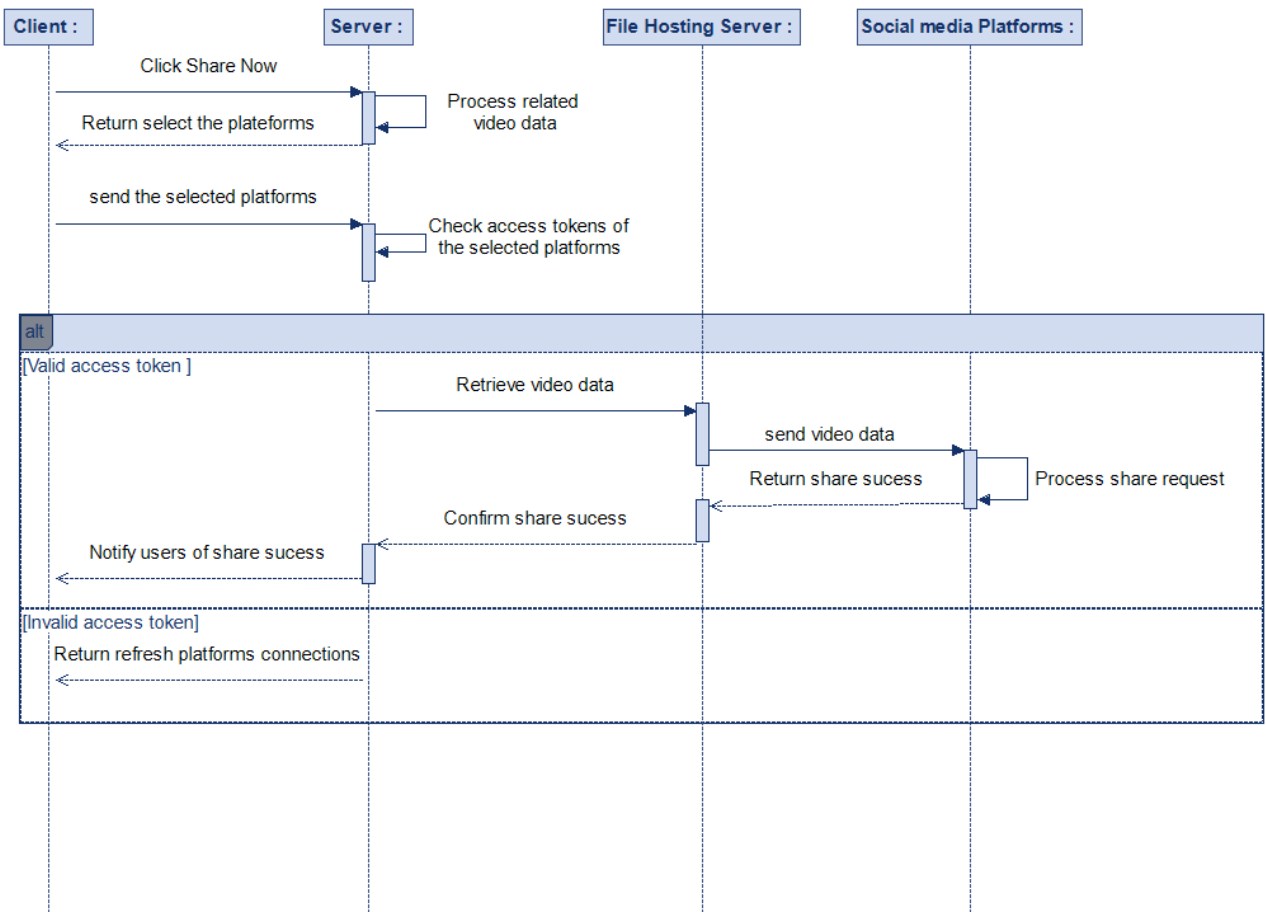 Client :
Server :
File Hosting Server :
Social media Platforms :
Click Share Now
Process related
video data
Return select the plateforms
send the selected platforms
Check access tokens of
the selected platforms
alt
[Valid access token ]
Retrieve video data
send video data
Return share sucess
Process share request
Confirm share sucess
Notify users of share sucess
[Invalid access token]
Return refresh platforms connections